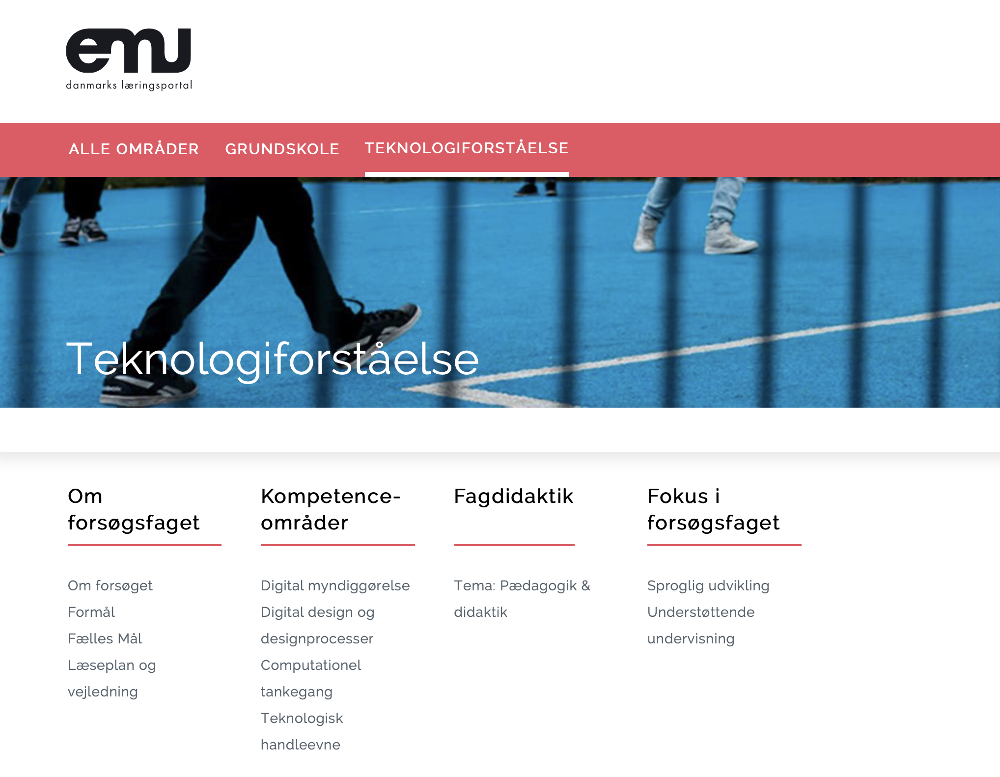 emu
danmarks læringsportal
ALLE OMRÅDER GRUNDSKOLE TEKNOLOGIFORSTÅELSE
Teknologiforståelse
Om
forsøgsfaget
Om forsøget
Formål
Fælles Mål
Læseplan og
vejledning
Kompetence-
områder
Digital myndiggørelse
Digital design og
designprocesser
Computationel
tankegang
Teknologisk
handleevne
Fagdidaktik
Tema: Pædagogik &
didaktik
Fokus i
forsøgsfaget
Sproglig udvikling
Understøttende
undervisning